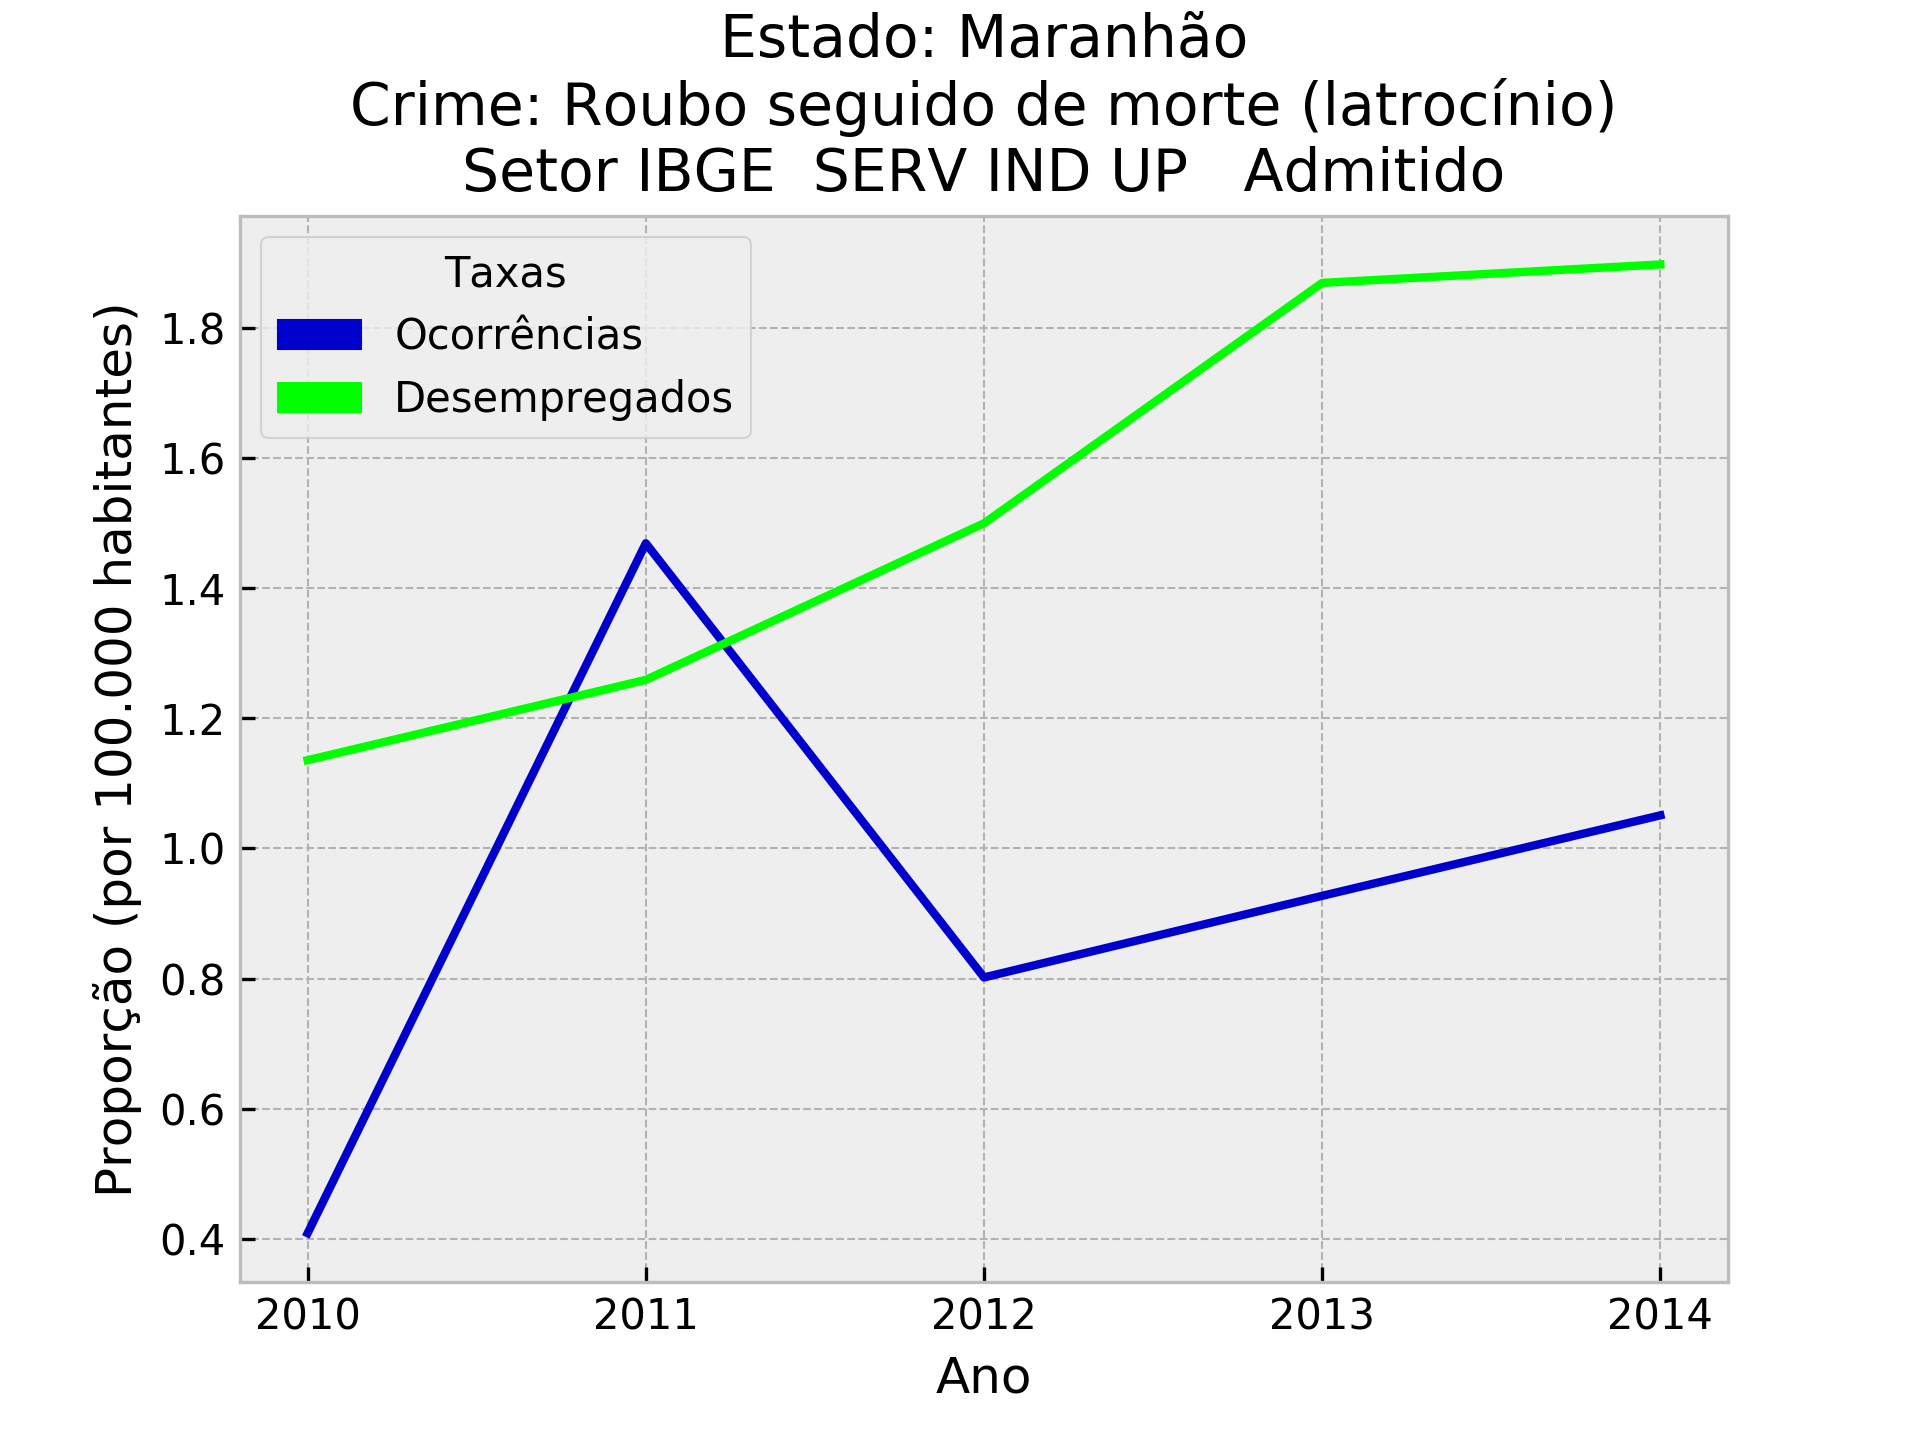 Estado: Maranhão
Crime: Roubo seguido de morte (latrocínio)
Setor IBGE  SERV IND UP   Admitido
Taxas
Ocorrências
Desempregados
Proporção (por 100.000 habitantes)
1.8
1.6
1.4
1.2
1.0
0.8
0.6
0.4
2010 2011 2012 2013 2014
Ano